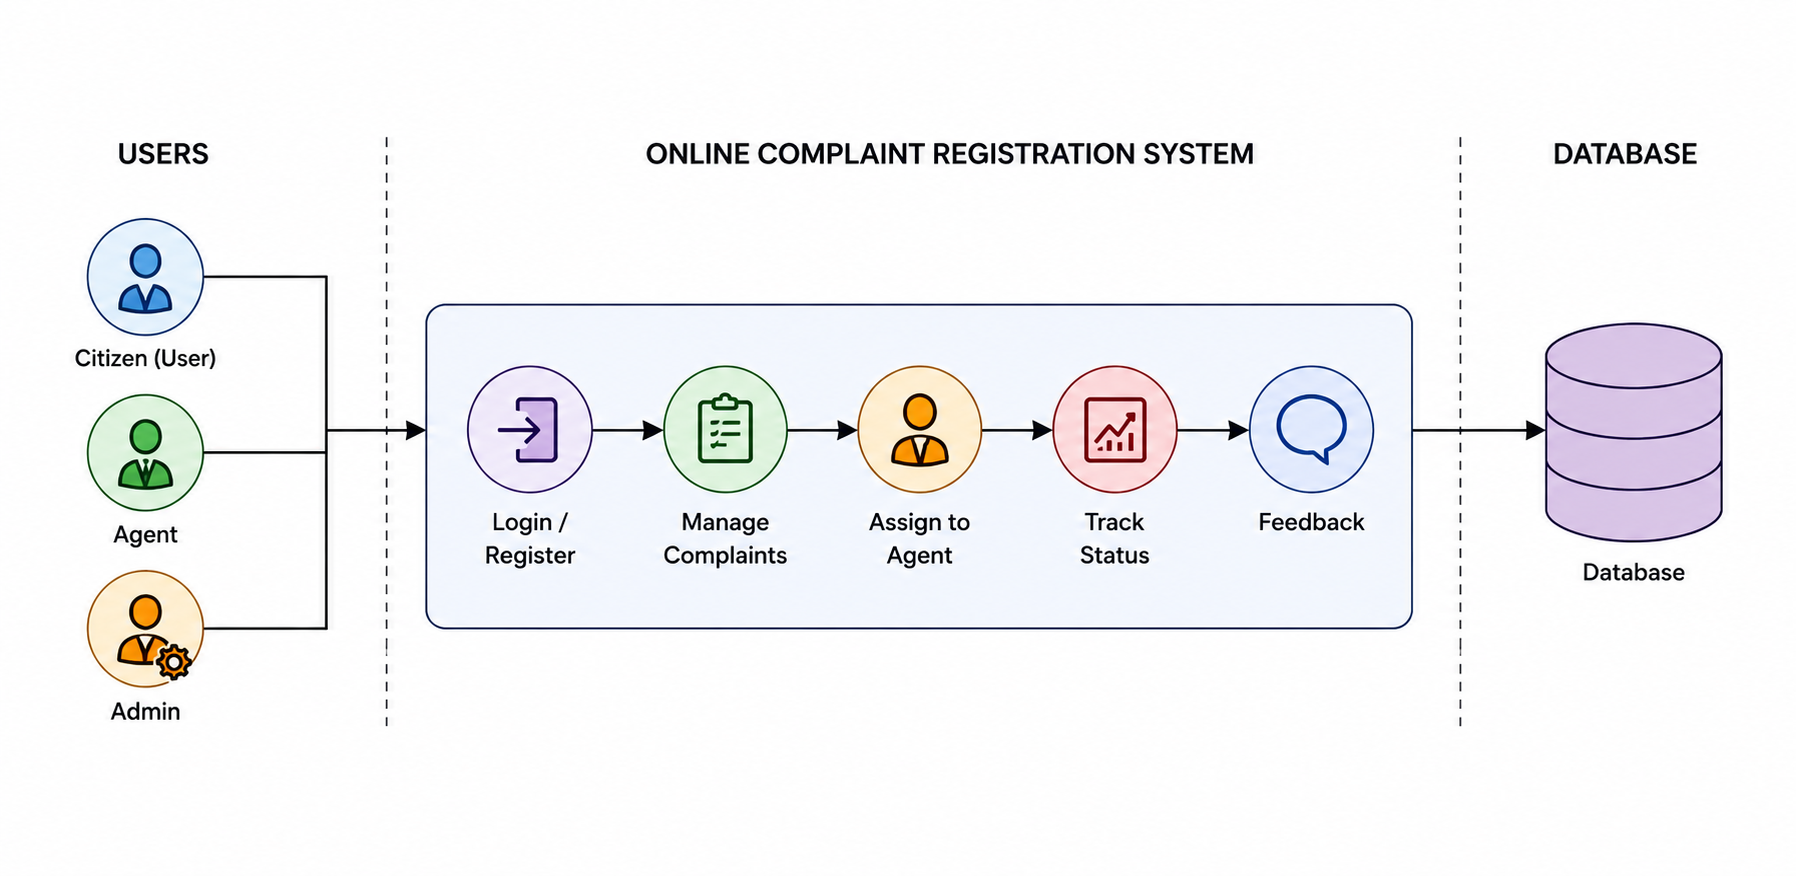 USERS
ONLINE COMPLAINT REGISTRATION SYSTEM
DATABASE
Citizen (User)
Agent
Admin
Login /
Register
Manage
Complaints
Assign to
Agent
Track
Status
Feedback
Database